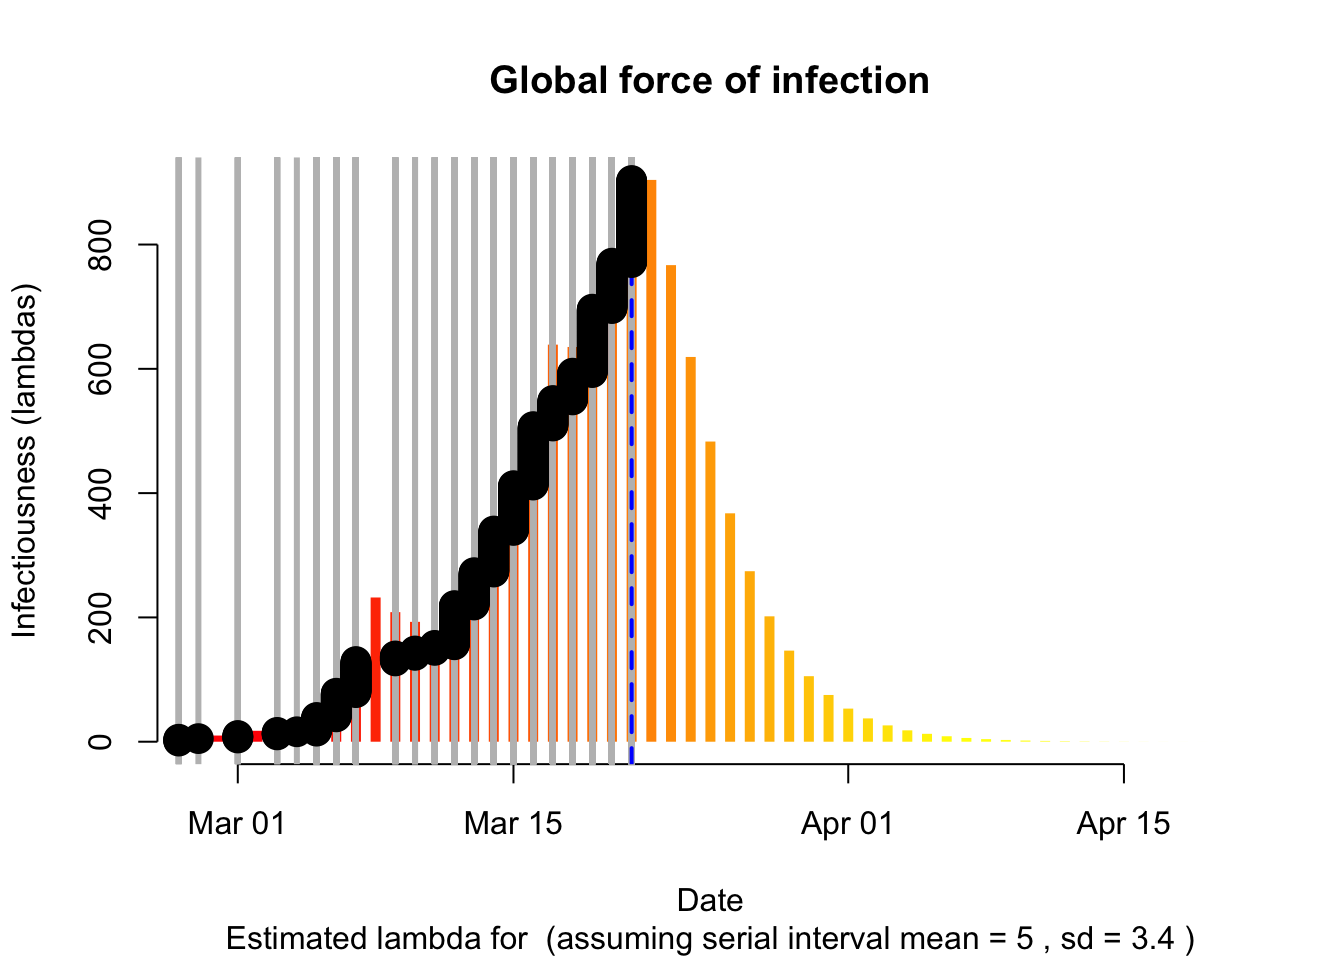 Global force of infection
Infectiousness (lambdas)
800
600
400
200
0
Mar 01 Mar 15 Apr 01 Apr 15
Date
Estimated lambda for  (assuming serial interval mean = 5 , sd = 3.4 )